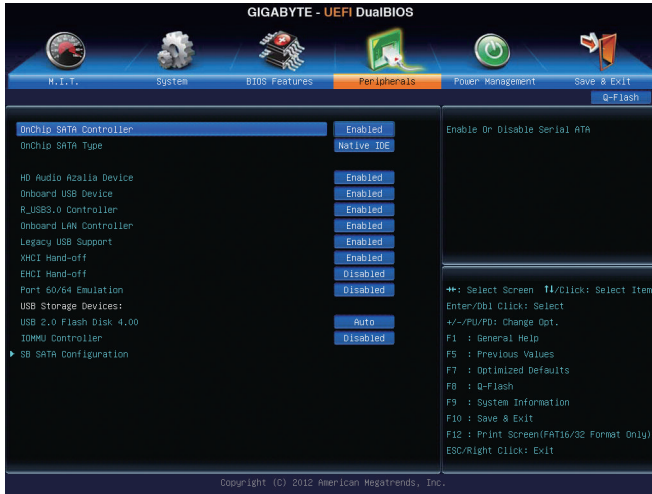 GIGABYTE - UEFI DualBIOS
M.I.T.
System
BIOS Features
Peripherals
Power Management
Save & Exit
Q-Flash
OnChip SATA Controller Enabled
OnChip SATA Type Native IDE
HD Audio Azalia Device Enabled
Onboard USB Device Enabled
R_USB3.0 Controller Enabled
Onboard LAN Controller Enabled
Legacy USB Support Enabled
XHCI Hand-off Enabled
EHCI Hand-off Disabled
Port 60/64 Emulation Disabled
USB Storage Devices:
USB 2.0 Flash Disk 4.00 Auto
IOMMU Controller Disabled
SB SATA Configuration
Enable Or Disable Serial ATA
→←: Select Screen ↑↓/Click: Select Item
Enter/Dbl Click: Select
+/-/PU/PD: Change Opt.
F1 : General Help
F5 : Previous Values
F7 : Optimized Defaults
F8 : Q-Flash
F9 : System Information
F10 : Save & Exit
F12 : Print Screen(FAT16/32 Format Only)
ESC/Right Click: Exit
Copyright (C) 2012 American Megatrends, Inc.